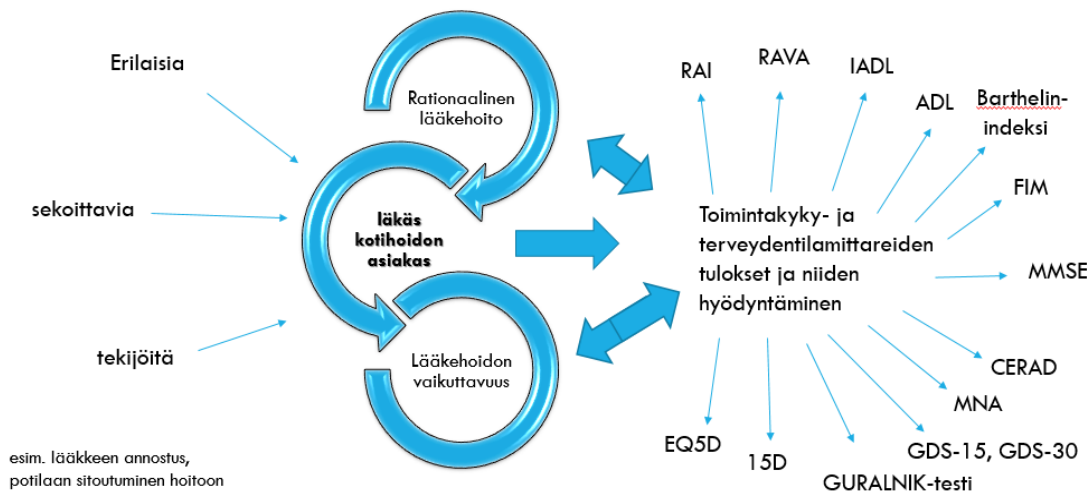 Erilaisia
sekoittavia
tekijöitä
esim. lääkkeen annostus,
potilaan sitoutuminen hoitoon
Rationaalinen
lääkehoito
läkäs
kotihoidon
asiakas
Lääkehoidon
vaikuttavuus
Toimintakyky- ja
terveydentilamittareiden
tulokset ja niiden
hyödyntäminen
RAI
RAVA
IADL
ADL
Barthelin-
indeksi
FIM
MMSE
CERAD
MNA
GDS-15, GDS-30
GURALNIK-testi
15D
EQ5D